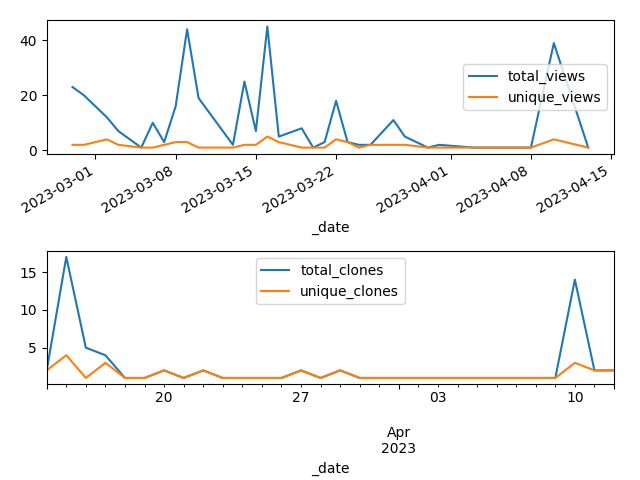 40
20
0
total_views
unique_views
2023-03-01
2023-03-08
2023-03-15
2023-03-22
2023-04-01
2023-04-08
2023-04-15
_date
15
10
5
total_clones
unique_clones
20
27
03
10
Apr
2023
_date